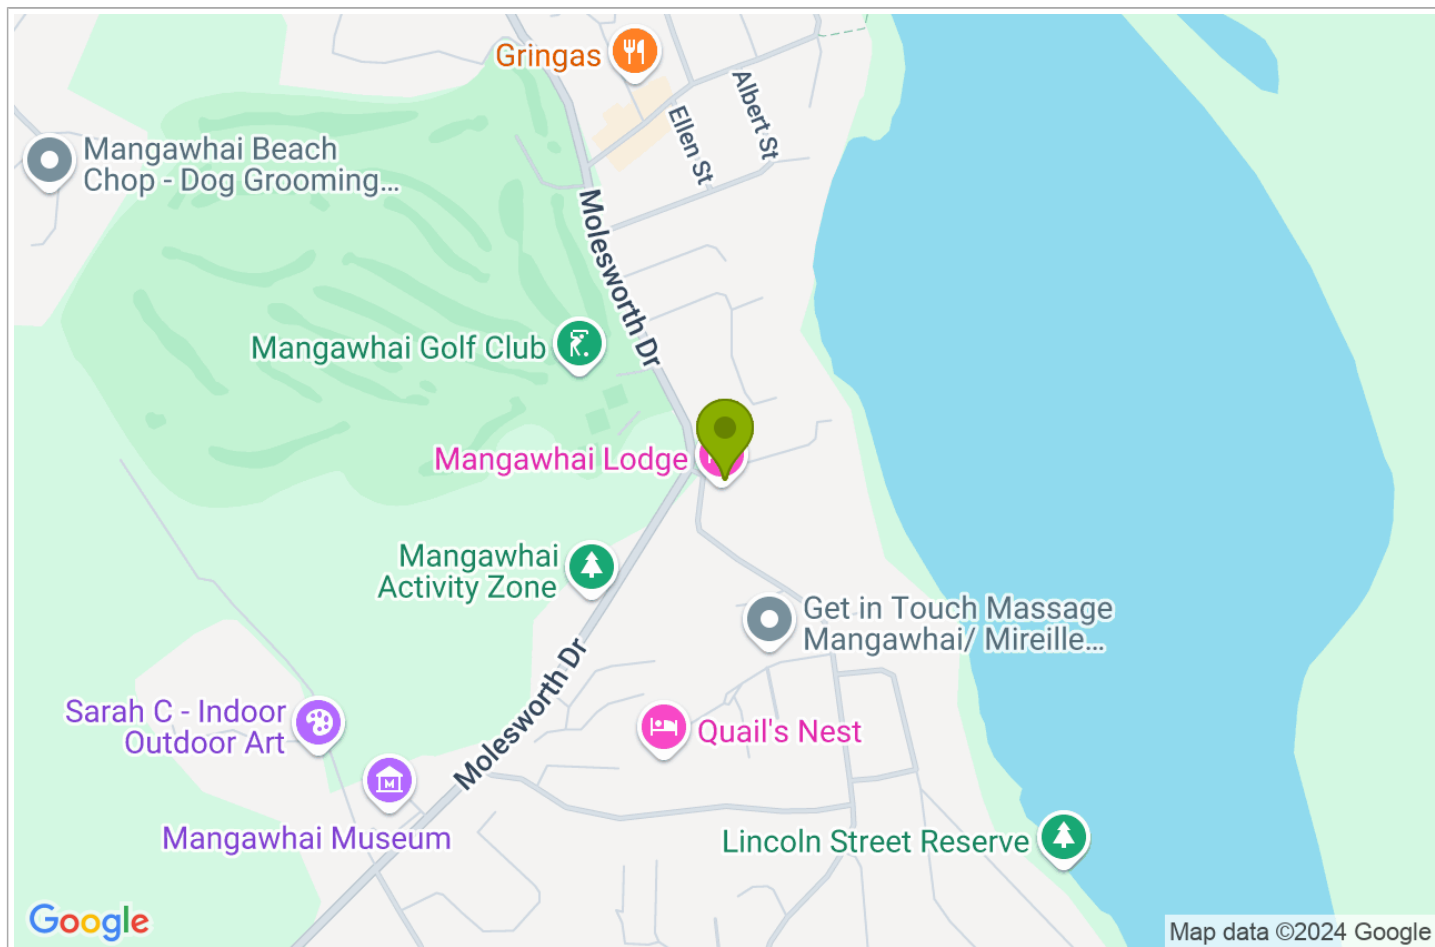 Gringas
Albert St
Ellen St
Mangawhai Beach
Chop - Dog Grooming...
Molesworth Dr
Mangawhai Golf Club
Mangawhai Lodge
Mangawhai
Activity Zone
Get in Touch Massage
Mangawhai/ Mireille...
Molesworth Dr
Sarah C - Indoor
Outdoor Art
Quail's Nest
M
Mangawhai Museum
Lincoln Street Reserve
Google
Map data ©2024 Google